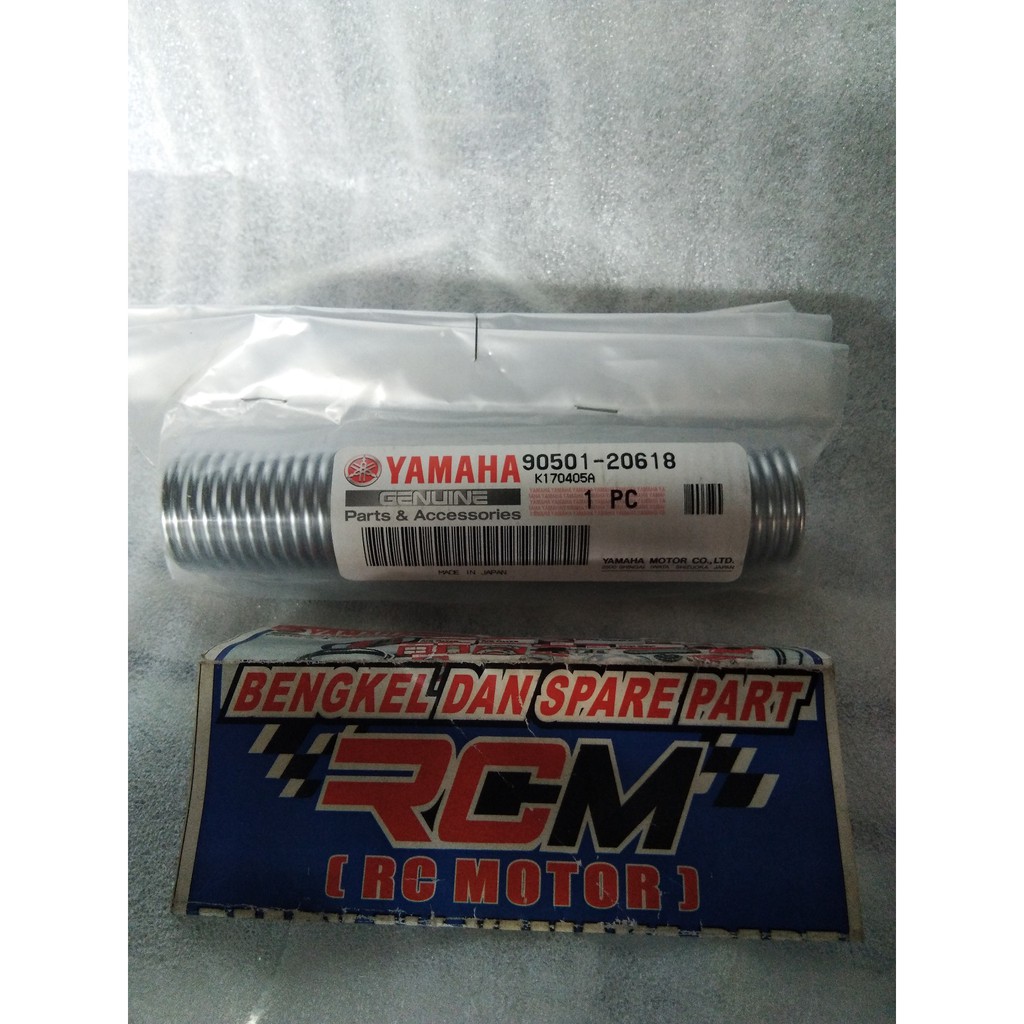 YAMAHA 90501-20618
K170405A
GENUINE 1 PC
Parts & Accessories
YAMAHA MOTOR CO.,LTD.
MADE IN JAPAN
YAMAHA
BENGKEL DAN SPARE PART
RCM
( RC MOTOR )